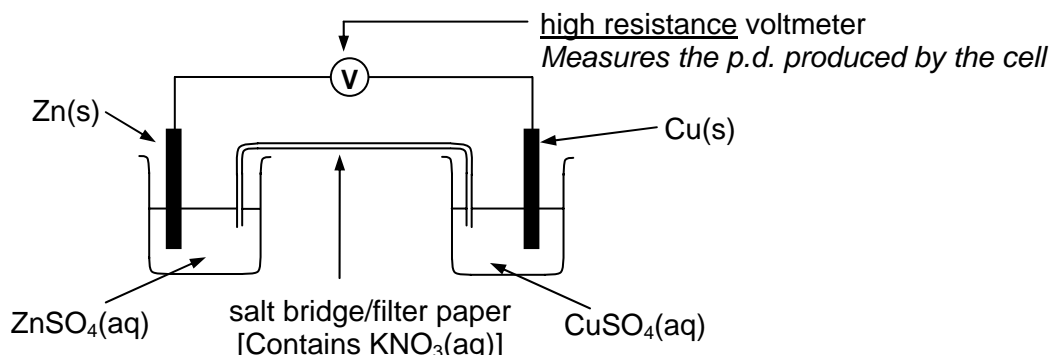 high resistance voltmeter
Measures the p.d. produced by the cell
V
Zn(s)
Cu(s)
ZnSO₄(aq)
salt bridge/filter paper
[Contains KNO₃(aq)]
CuSO₄(aq)